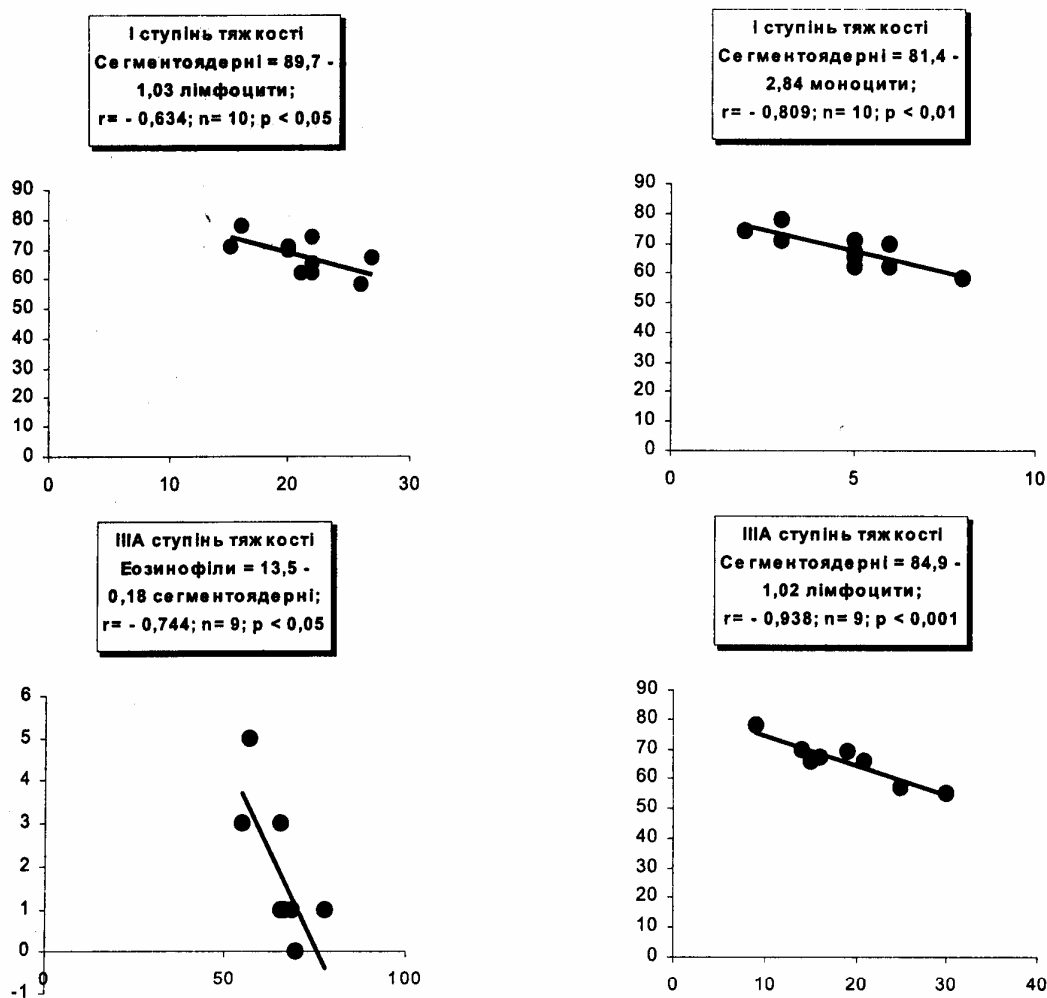 І ступінь тяжкості
Сегментоядерні = 89,7 -
1,03 лімфоцити;
r= - 0,634; n= 10; p < 0,05
90
80
70
60
50
40
30
20
10
0
0 10 20 30
І ступінь тяжкості
Сегментоядерні = 81,4 -
2,84 моноцити;
r= - 0,809; n= 10; p < 0,01
90
80
70
60
50
40
30
20
10
0
0 5 10
ІІІА ступінь тяжкості
Еозинофіли = 13,5 -
0,18 сегментоядерні;
r= - 0,744; n= 9; p < 0,05
6
5
4
3
2
1
0
-1
0 50 100
ІІІА ступінь тяжкості
Сегментоядерні = 84,9 -
1,02 лімфоцити;
r= - 0,938; n= 9; p < 0,001
90
80
70
60
50
40
30
20
10
0
0 10 20 30 40